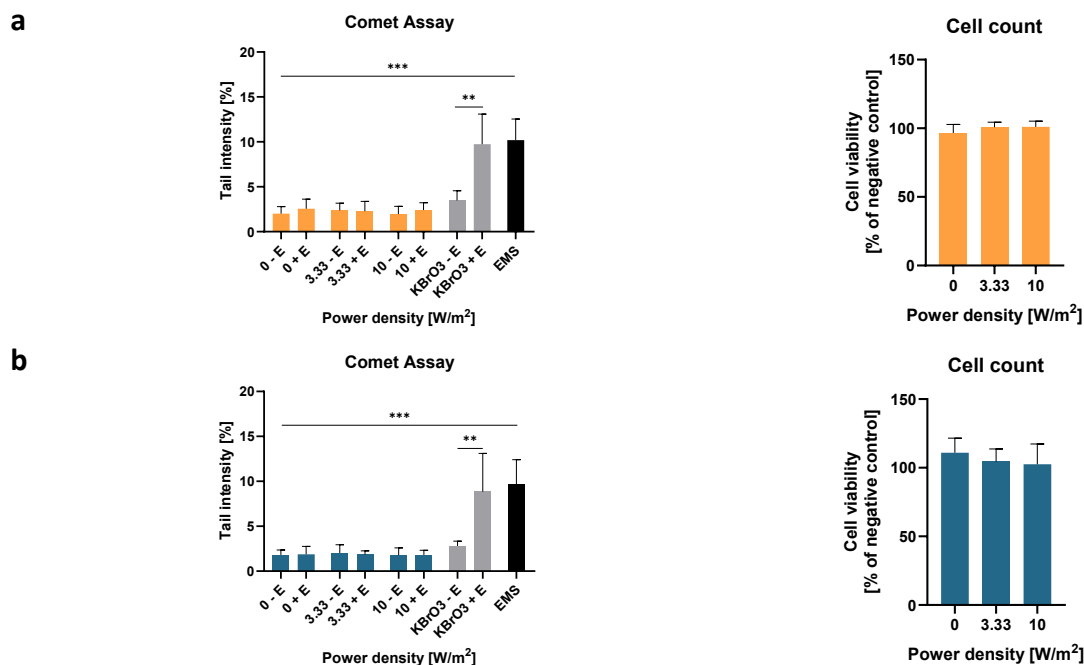 a
Comet Assay
Tail intensity [%]
20
15
10
5
0
***
**
0 - E
0 + E
3.33 - E
3.33 + E
10 - E
10 + E
KBrO3 - E
KBrO3 + E
EMS
Power density [W/m²]
Cell count
Cell viability
[% of negative control]
150
100
50
0
0 3.33 10
Power density [W/m²]
b
Comet Assay
Tail intensity [%]
20
15
10
5
0
***
**
0 - E
0 + E
3.33 - E
3.33 + E
10 - E
10 + E
KBrO3 - E
KBrO3 + E
EMS
Power density [W/m²]
Cell count
Cell viability
[% of negative control]
150
100
50
0
0 3.33 10
Power density [W/m²]